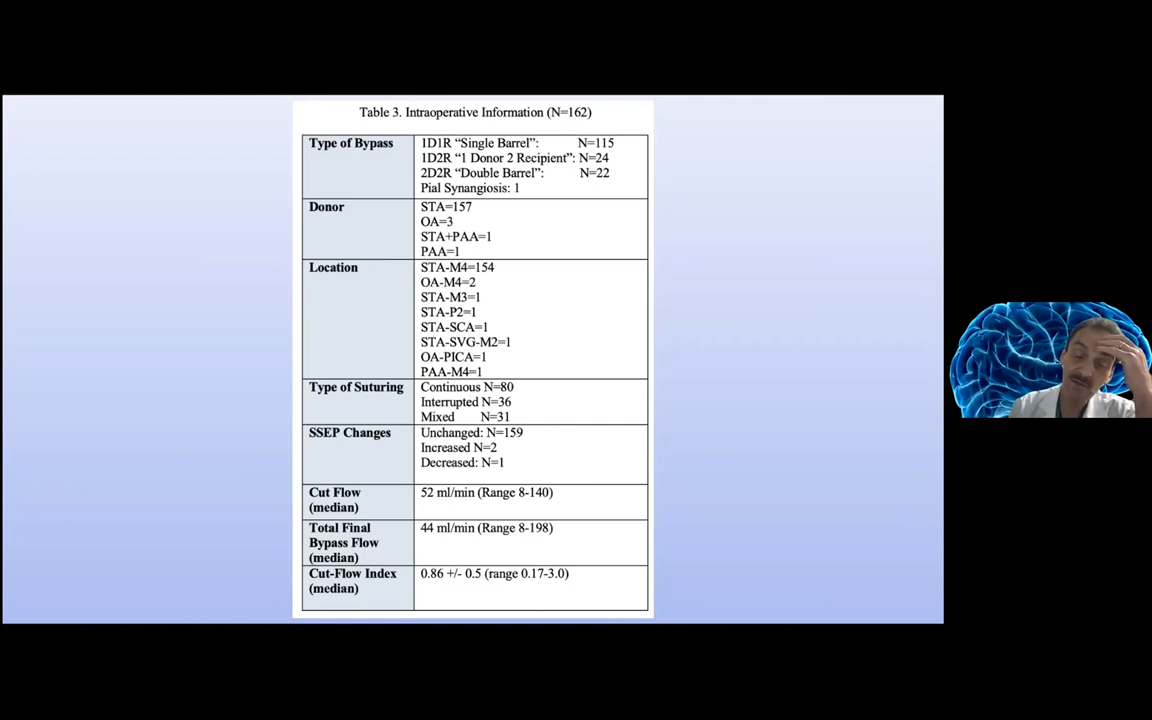 Table 3. Intraoperative Information (N=162)
Type of Bypass
1D1R “Single Barrel”: N=115
1D2R “1 Donor 2 Recipient”: N=24
2D2R “Double Barrel”: N=22
Pial Synangiosis: 1
Donor
STA=157
OA=3
STA+PAA=1
PAA=1
Location
STA-M4=154
OA-M4=2
STA-M3=1
STA-P2=1
STA-SCA=1
STA-SVG-M2=1
OA-PICA=1
PAA-M4=1
Type of Suturing
Continuous N=80
Interrupted N=36
Mixed N=31
SSEP Changes
Unchanged: N=159
Increased N=2
Decreased: N=1
Cut Flow
(median)
52 ml/min (Range 8-140)
Total Final
Bypass Flow
(median)
44 ml/min (Range 8-198)
Cut-Flow Index
(median)
0.86 +/- 0.5 (range 0.17-3.0)